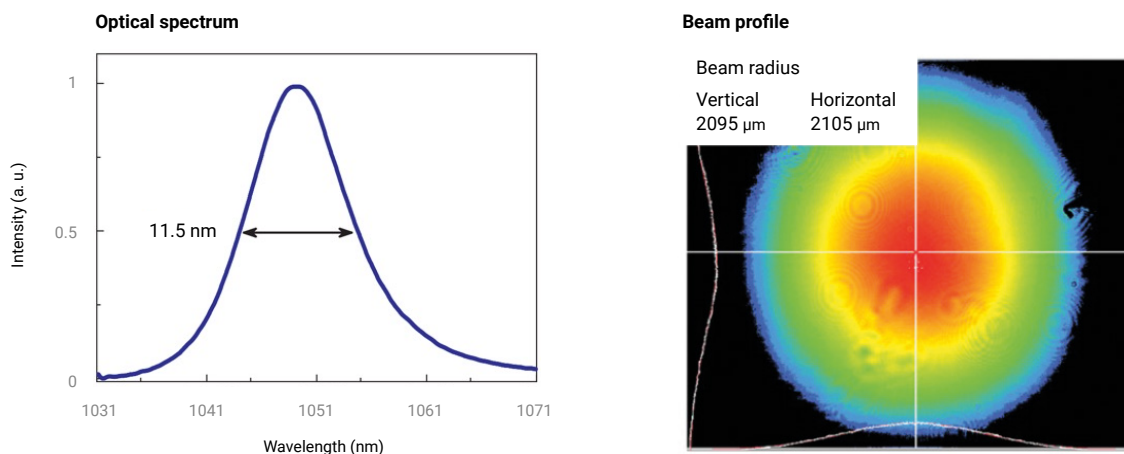 Optical spectrum
Intensity (a. u.)
1
0.5
0
11.5 nm
1031 1041 1051 1061 1071
Wavelength (nm)
Beam profile
Beam radius
Vertical Horizontal
2095 µm 2105 µm